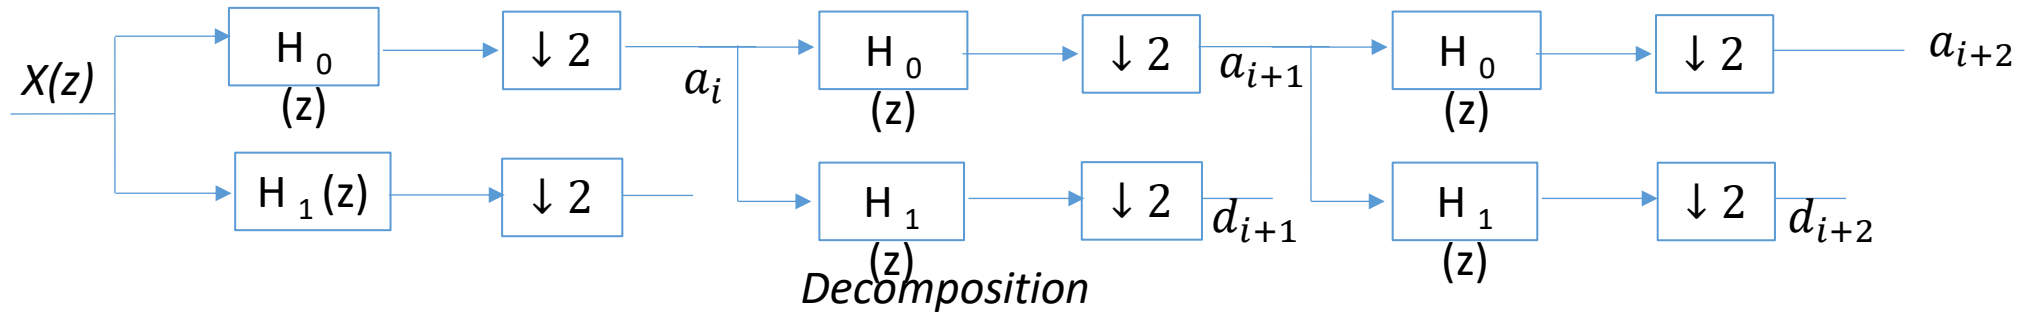 X(z)
H 0 (z)
↓ 2
a_i
H 0 (z)
↓ 2
a_{i+1}
H 0 (z)
↓ 2
a_{i+2}
H 1 (z)
↓ 2
H 1 (z)
↓ 2
d_{i+1}
H 1 (z)
↓ 2
d_{i+2}
Decomposition